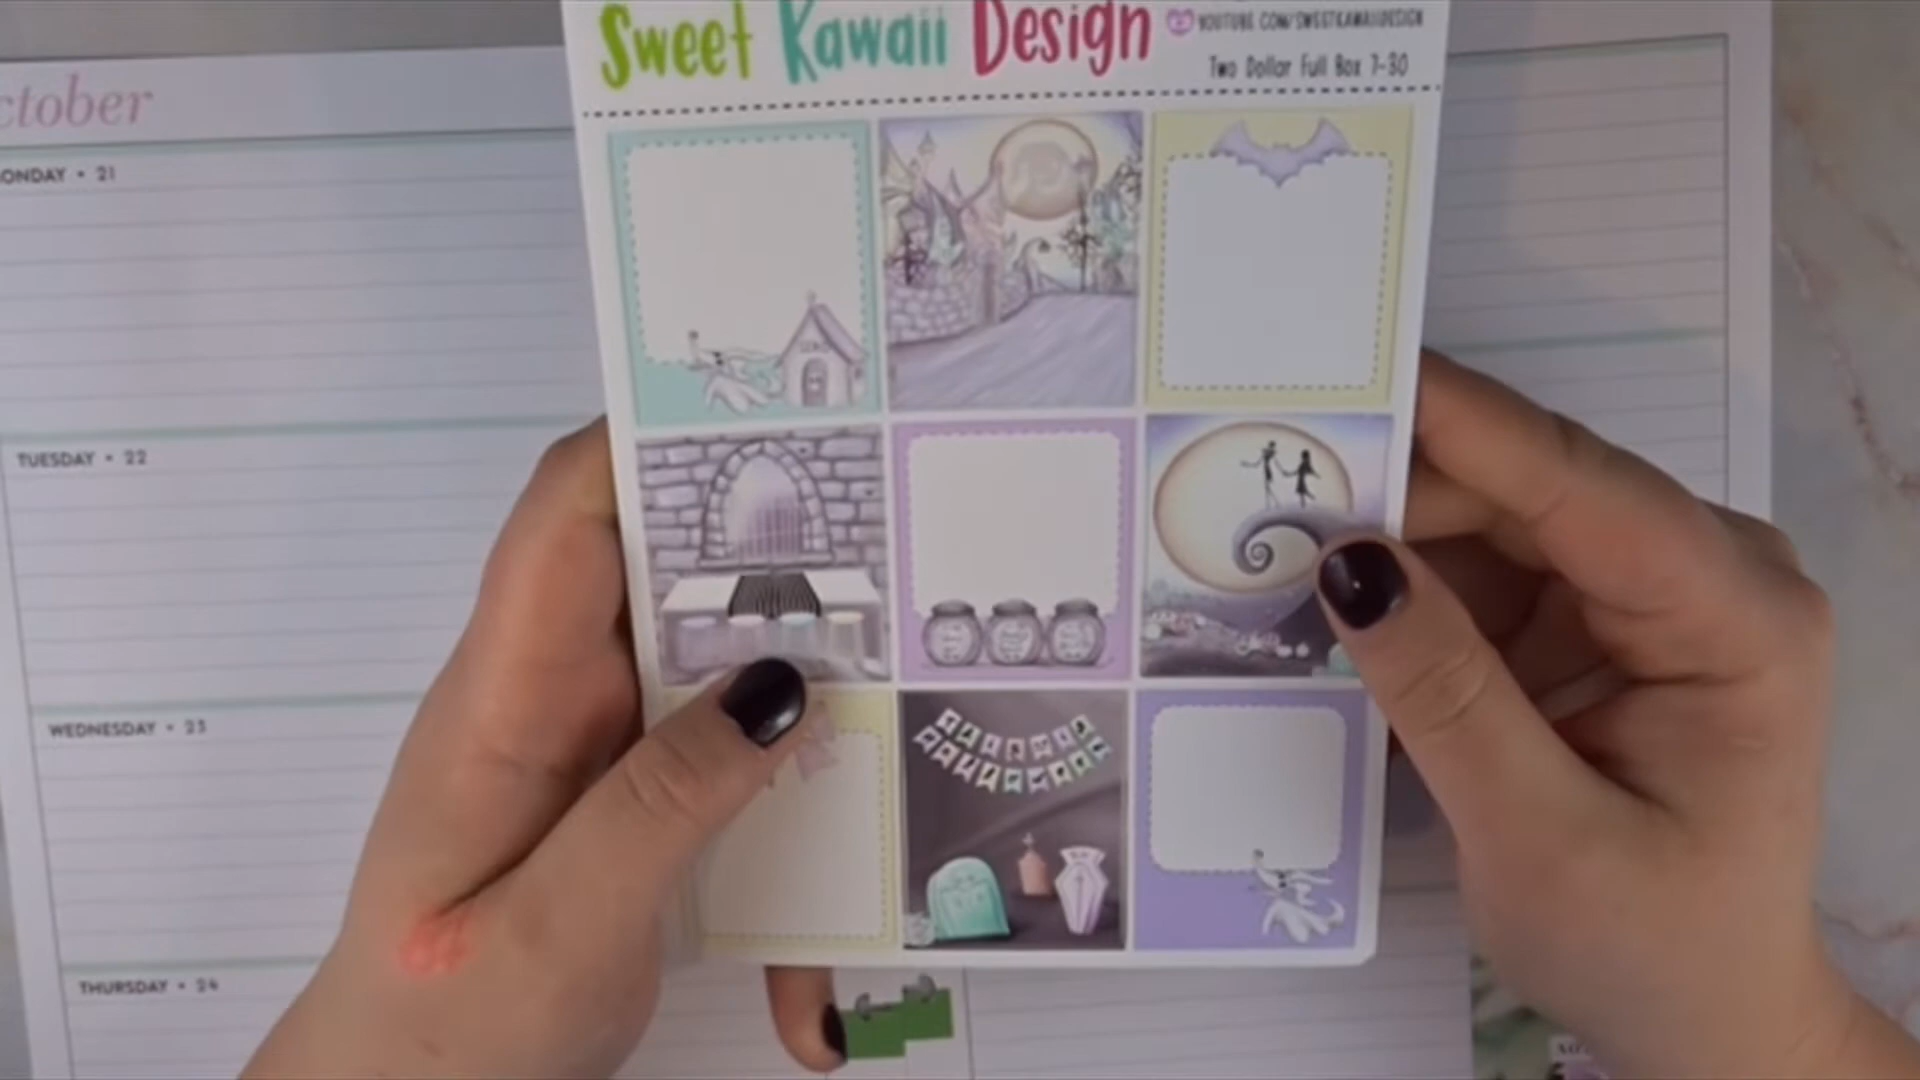 Sweet Kawaii Design
YOUTUBE.COM/SWEETKAWAIIDESIGN
Two Dollar Full Box 7-30
ctober
ONDAY • 21
TUESDAY • 22
WEDNESDAY • 23
THURSDAY • 24